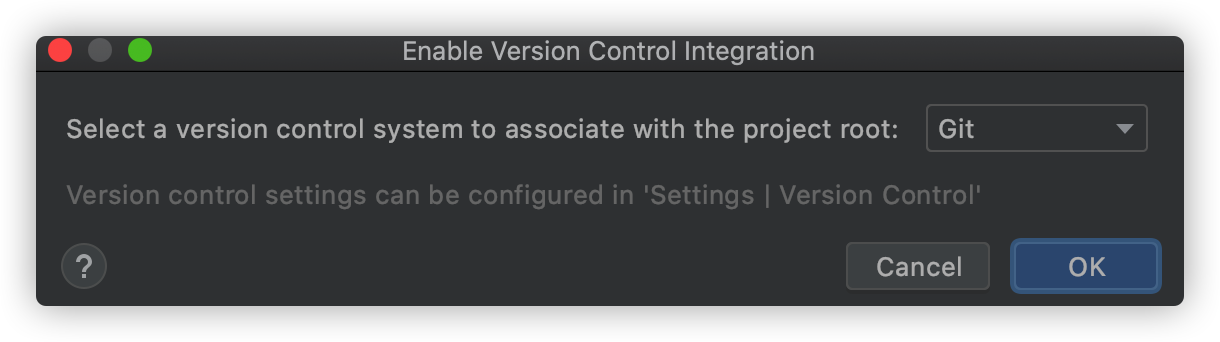 Enable Version Control Integration
Select a version control system to associate with the project root: Git
Version control settings can be configured in 'Settings | Version Control'
? Cancel OK